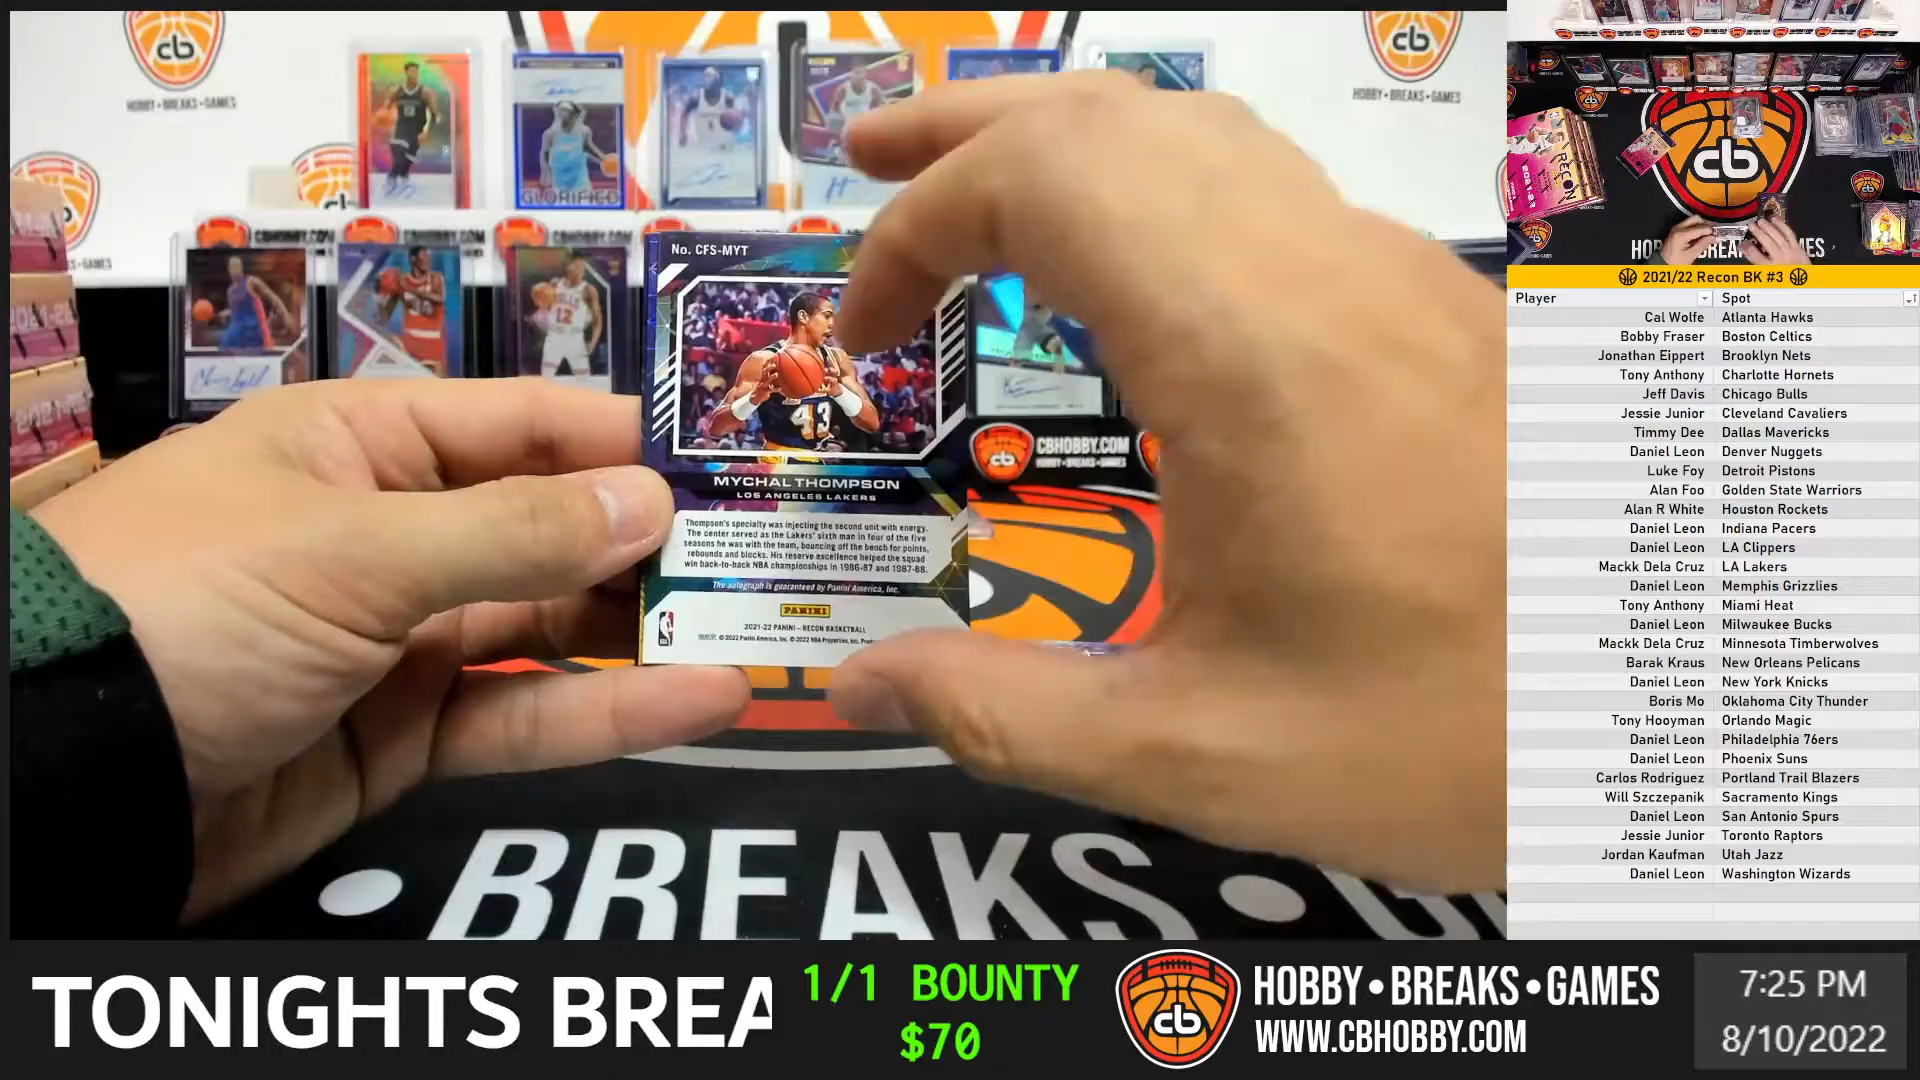 HOBBY • BREAKS • GAMES
HOBBY • BREAKS • GAMES
GLORIFIED
No. CFS-MYT
43
12
MYCHAL THOMPSON
LOS ANGELES LAKERS
Thompson's specialty was injecting the second unit with energy.
The center served as the Lakers' sixth man in four of the five
seasons he was with the team, bouncing off the bench for points,
rebounds and blocks. His reserve excellence helped the squad
win back-to-back NBA championships in 1986-87 and 1987-88.
The autograph is guaranteed by Panini America, Inc.
PANINI
2021-22 PANINI – RECON BASKETBALL
CBHOBBY.COM
HOBBY-BREAKS-GAMES
• BREAKS • G
RECON
2021/22 Recon BK #3
Player Spot
Cal Wolfe Atlanta Hawks
Bobby Fraser Boston Celtics
Jonathan Eippert Brooklyn Nets
Tony Anthony Charlotte Hornets
Jeff Davis Chicago Bulls
Jessie Junior Cleveland Cavaliers
Timmy Dee Dallas Mavericks
Daniel Leon Denver Nuggets
Luke Foy Detroit Pistons
Alan Foo Golden State Warriors
Alan R White Houston Rockets
Daniel Leon Indiana Pacers
Daniel Leon LA Clippers
Mackk Dela Cruz LA Lakers
Daniel Leon Memphis Grizzlies
Tony Anthony Miami Heat
Daniel Leon Milwaukee Bucks
Mackk Dela Cruz Minnesota Timberwolves
Barak Kraus New Orleans Pelicans
Daniel Leon New York Knicks
Boris Mo Oklahoma City Thunder
Tony Hooyman Orlando Magic
Daniel Leon Philadelphia 76ers
Daniel Leon Phoenix Suns
Carlos Rodriguez Portland Trail Blazers
Will Szczepanik Sacramento Kings
Daniel Leon San Antonio Spurs
Jessie Junior Toronto Raptors
Jordan Kaufman Utah Jazz
Daniel Leon Washington Wizards
TONIGHTS BREA
1/1 BOUNTY
$70
cb
HOBBY • BREAKS • GAMES
WWW.CBHOBBY.COM
7:25 PM
8/10/2022